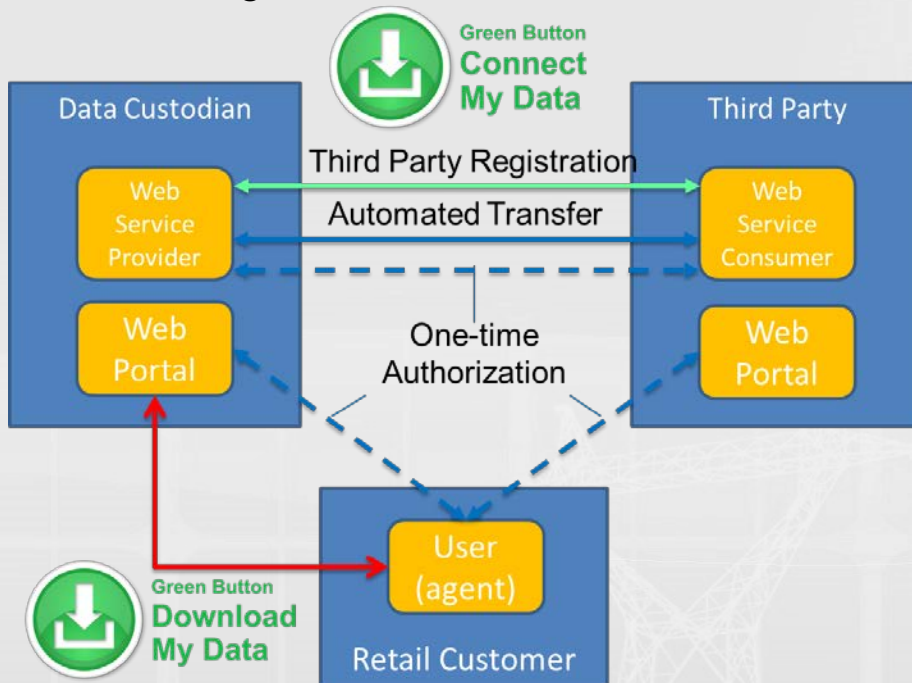 Green Button
Connect
My Data
Data Custodian
Third Party
Third Party Registration
Web
Service
Provider
Automated Transfer
Web
Service
Consumer
Web
Portal
One-time
Authorization
Web
Portal
User
(agent)
Green Button
Download
My Data
Retail Customer